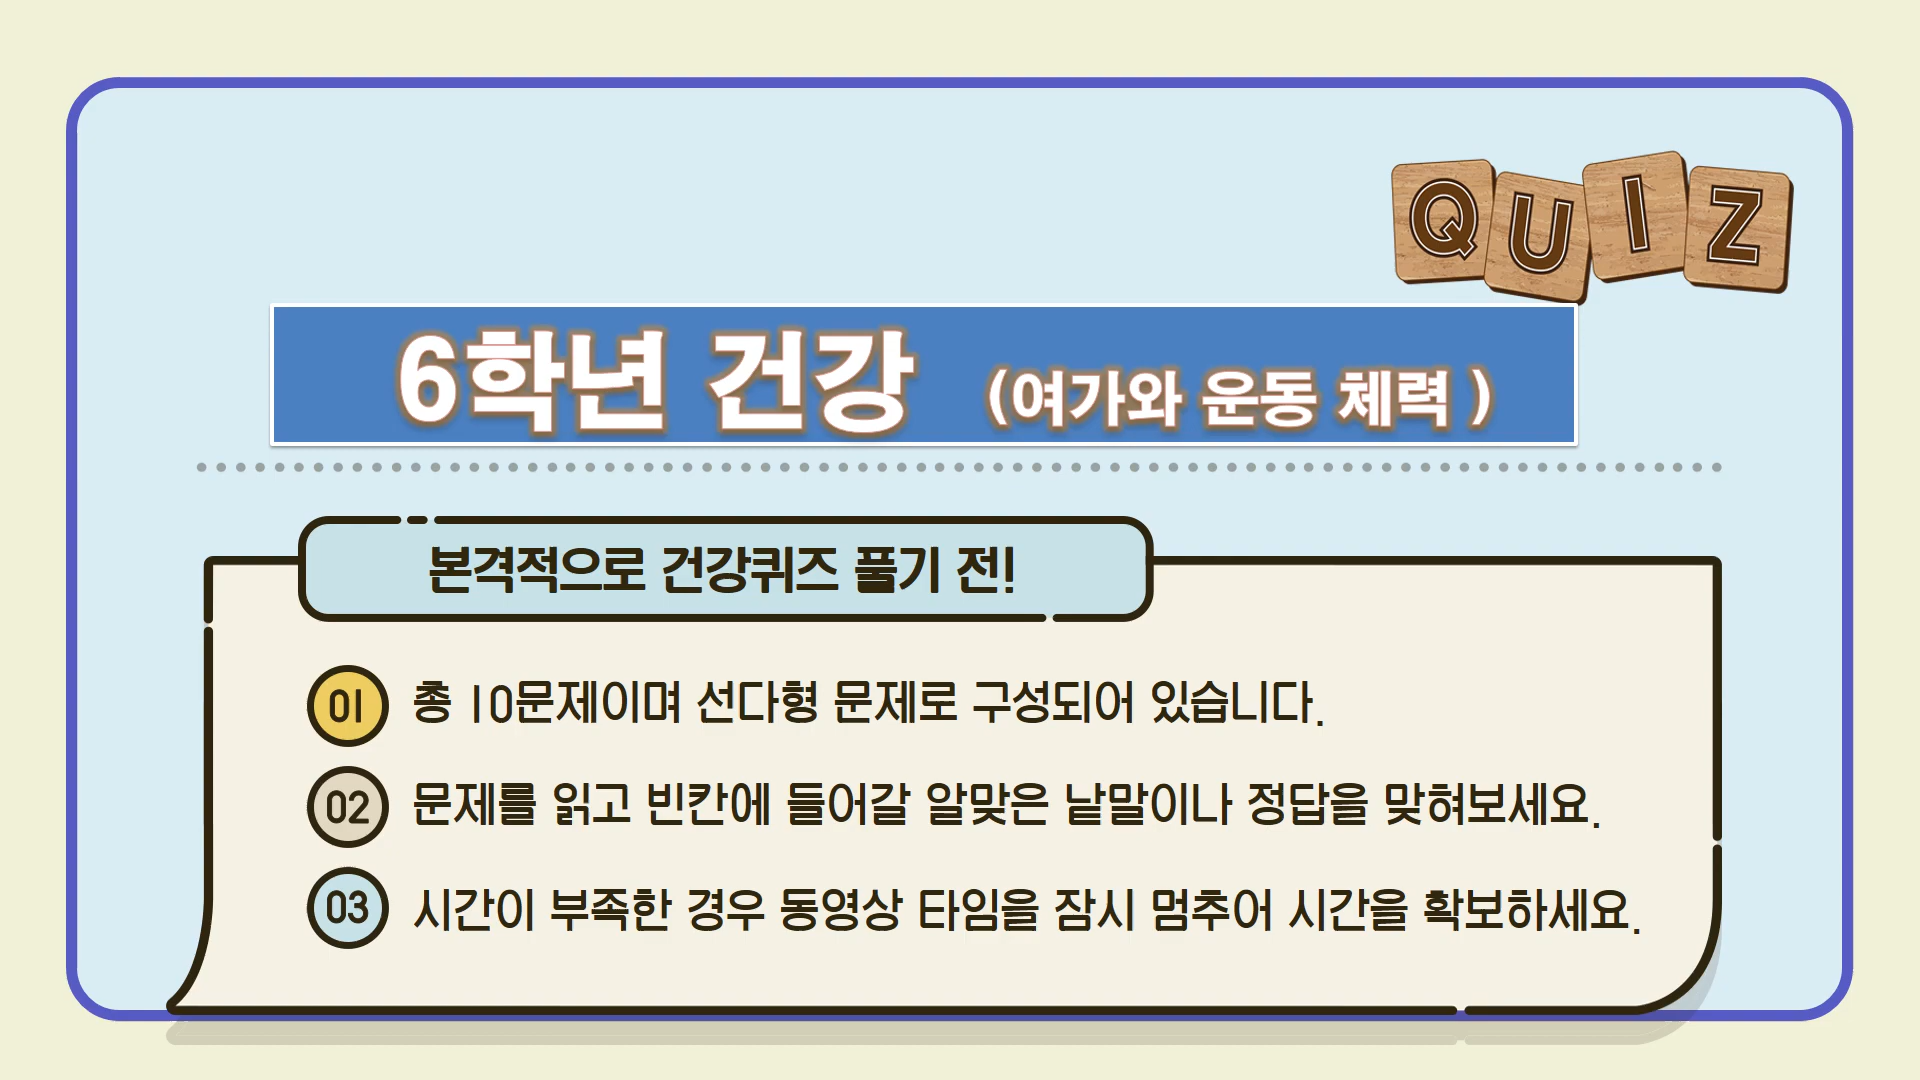 QUIZ
6학년 건강 (여가와 운동 체력 )
본격적으로 건강퀴즈 풀기 전!
01 총 10문제이며 선다형 문제로 구성되어 있습니다.
02 문제를 읽고 빈칸에 들어갈 알맞은 낱말이나 정답을 맞혀보세요.
03 시간이 부족한 경우 동영상 타임을 잠시 멈추어 시간을 확보하세요.